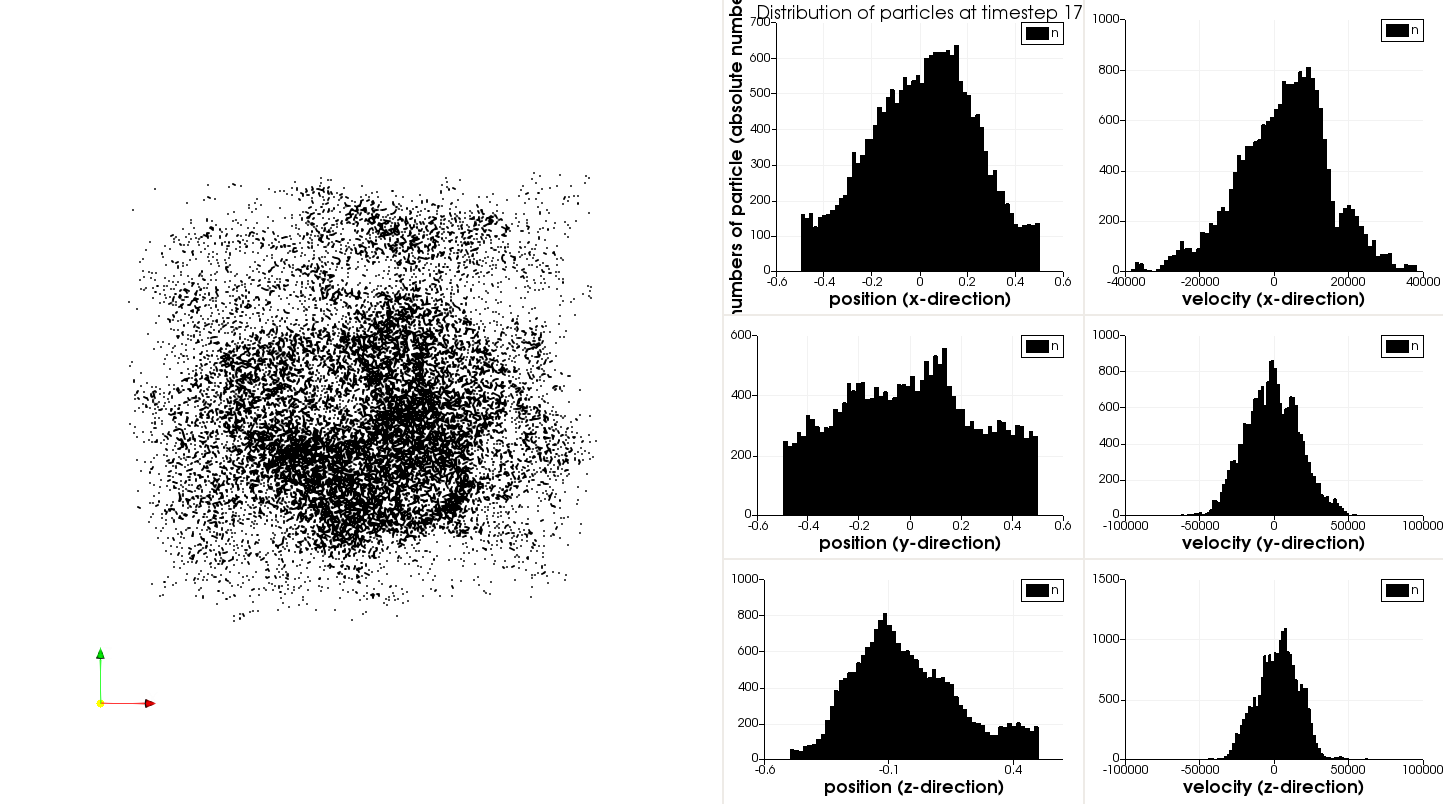 Distribution of particles at timestep 17
numbers of particle (absolute numbe
700
600
500
400
300
200
100
0
-0.6 -0.4 -0.2 0 0.2 0.4 0.6
position (x-direction)
n
1000
800
600
400
200
0
-40000 -20000 0 20000 40000
velocity (x-direction)
n
600
400
200
0
-0.6 -0.4 -0.2 0 0.2 0.4 0.6
position (y-direction)
n
1000
800
600
400
200
0
-100000 -50000 0 50000 100000
velocity (y-direction)
n
1000
800
600
400
200
0
-0.6 -0.1 0.4
position (z-direction)
n
1500
1000
500
0
-100000 -50000 0 50000 100000
velocity (z-direction)
n